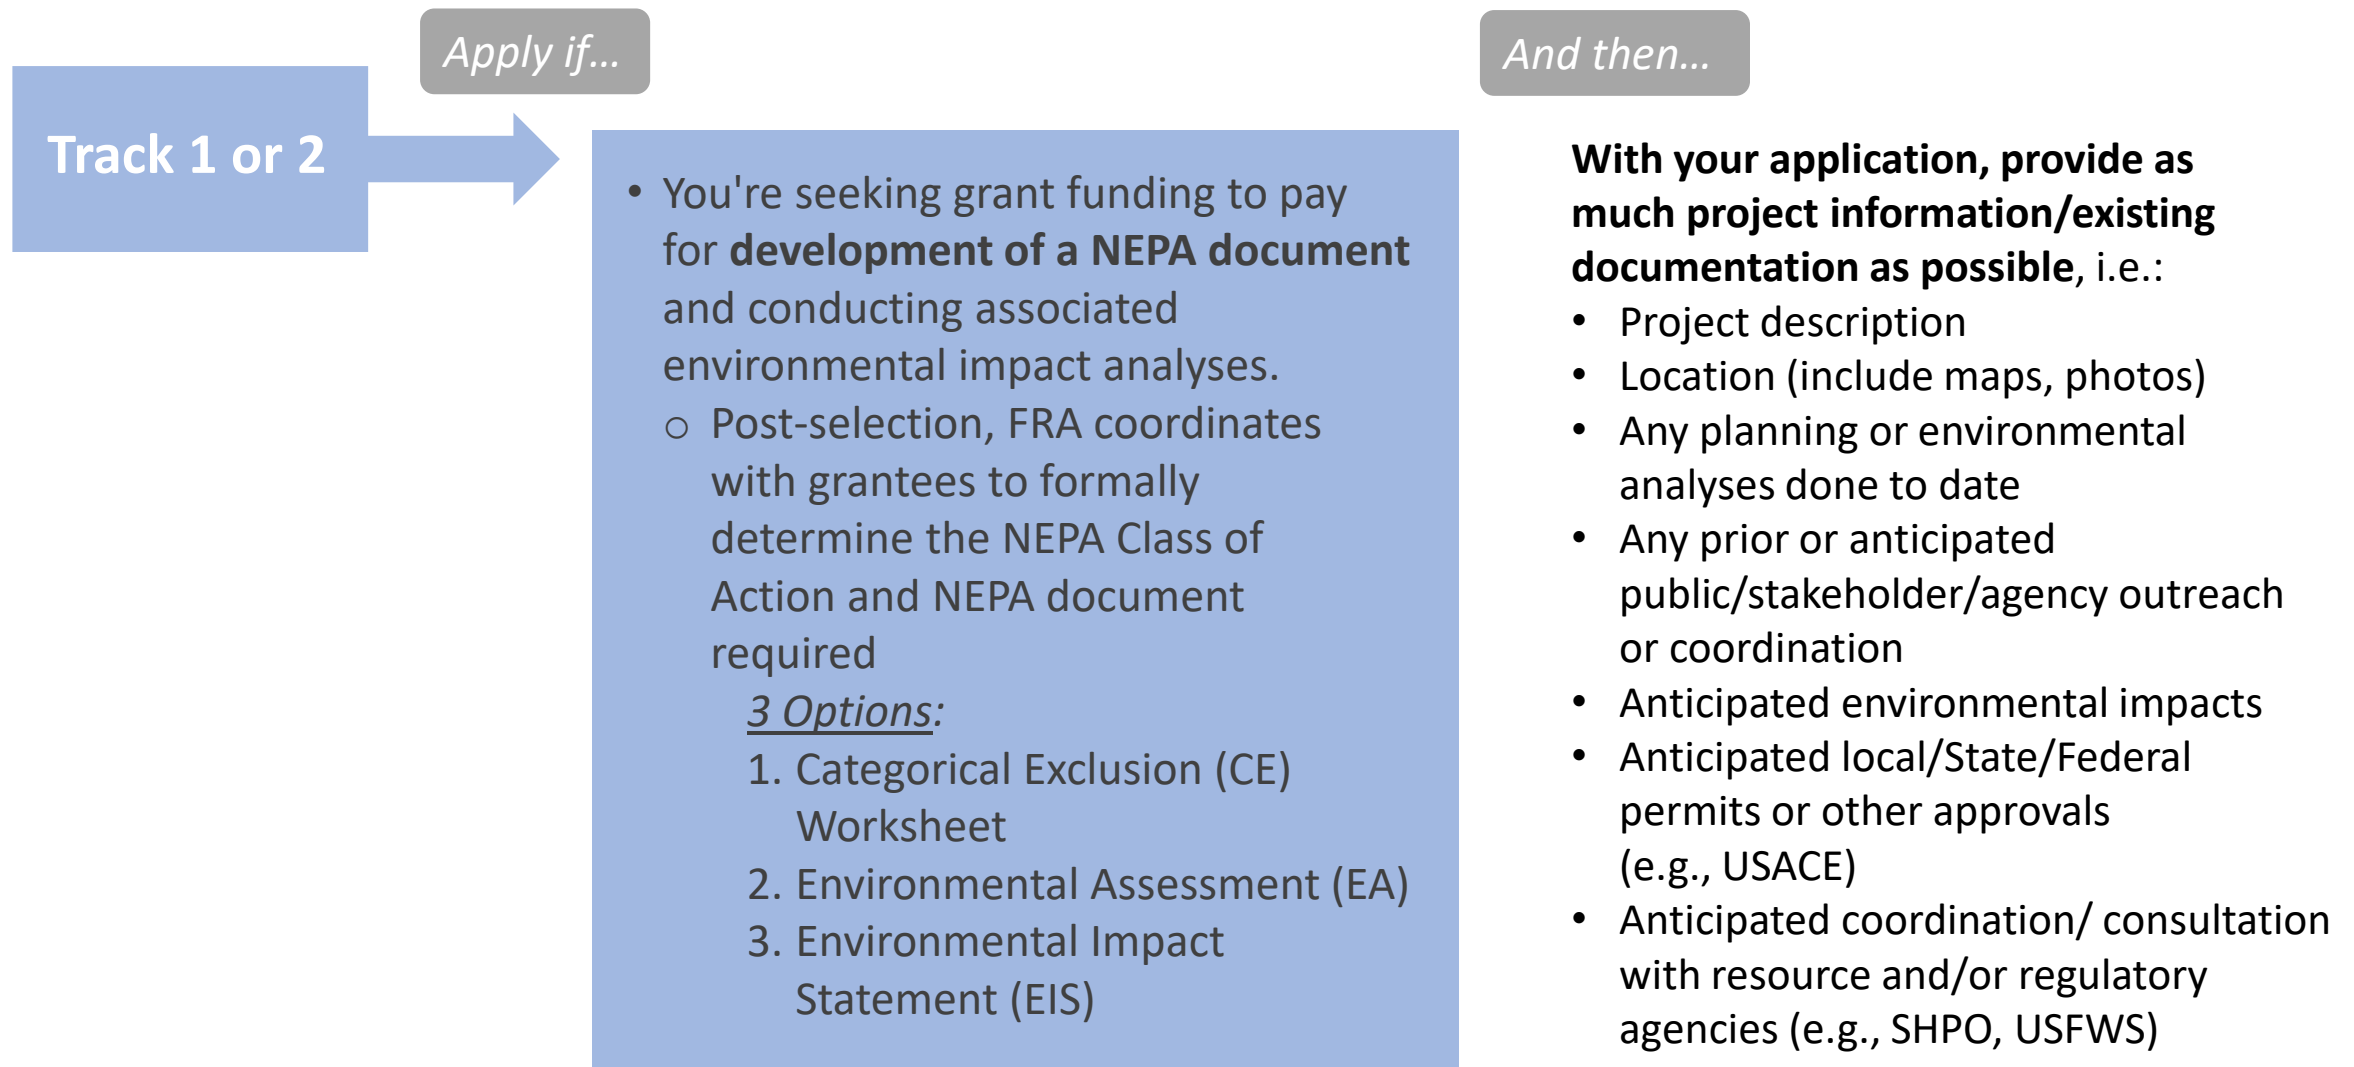 Apply if...
And then...
Track 1 or 2
• You're seeking grant funding to pay
for development of a NEPA document
and conducting associated
environmental impact analyses.
o Post-selection, FRA coordinates
with grantees to formally
determine the NEPA Class of
Action and NEPA document
required
3 Options:
1. Categorical Exclusion (CE)
Worksheet
2. Environmental Assessment (EA)
3. Environmental Impact
Statement (EIS)
With your application, provide as
much project information/existing
documentation as possible, i.e.:
• Project description
• Location (include maps, photos)
• Any planning or environmental
analyses done to date
• Any prior or anticipated
public/stakeholder/agency outreach
or coordination
• Anticipated environmental impacts
• Anticipated local/State/Federal
permits or other approvals
(e.g., USACE)
• Anticipated coordination/ consultation
with resource and/or regulatory
agencies (e.g., SHPO, USFWS)